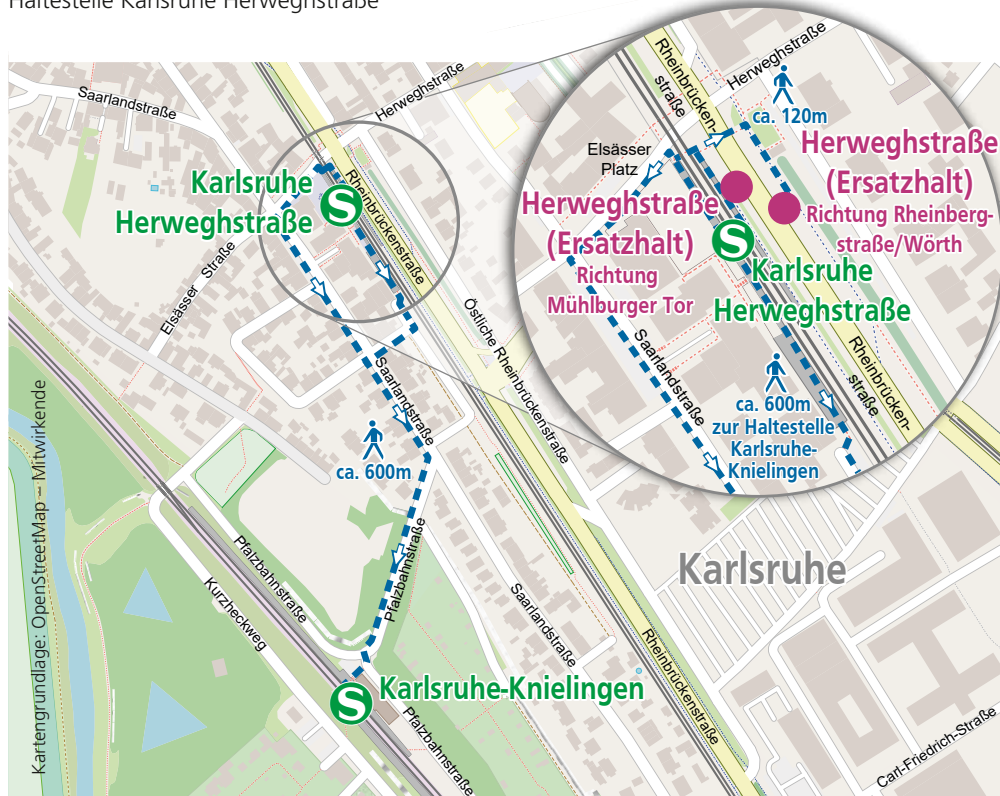 Haltestelle Karlsruhe Herweghstraße
Saarlandstraße
Herweghstraße
Karlsruhe
Herweghstraße
S
Rheinbrückenstraße
Elsässer Straße
Östliche Rheinbrückenstraße
Saarlandstraße
ca. 600m
Pfalzbahnstraße
Pfalzbahnstraße
Kurzheckweg
Saarlandstraße
Rheinbrückenstraße
S
Karlsruhe-Knielingen
Pfalzbahnstraße
Karlsruhe
Carl-Friedrich-Straße
Kartengrundlage: OpenStreetMap – Mitwirkende
Rheinbrücken-
straße
Herweghstraße
ca. 120m
Elsässer
Platz
Herweghstraße
(Ersatzhalt)
Richtung Rheinberg-
straße/Wörth
Herweghstraße
(Ersatzhalt)
Richtung
Mühlburger Tor
S
Karlsruhe
Herweghstraße
Saarlandstraße
Rheinbrücken-
straße
ca. 600m
zur Haltestelle
Karlsruhe-
Knielingen